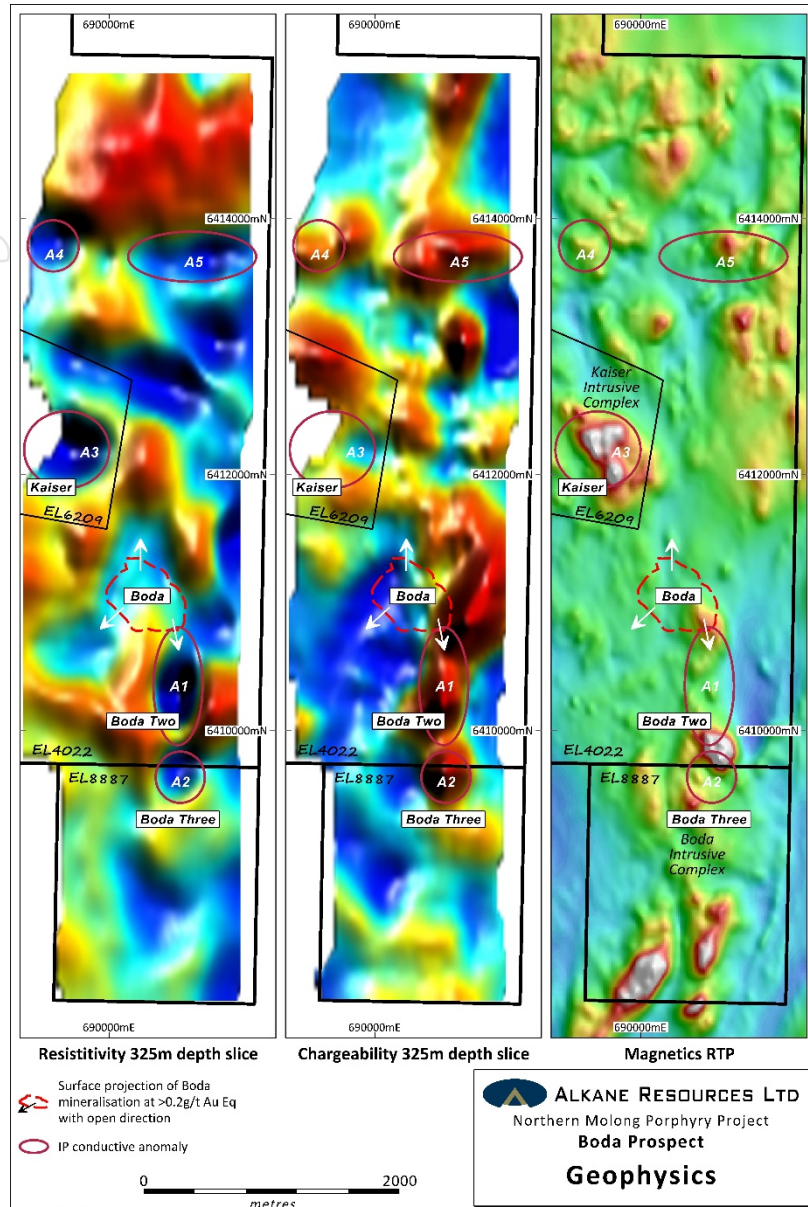 690000mE
690000mE
690000mE
6414000mN
6414000mN
A4
A5
A4
A5
A4
A5
Kaiser
Intrusive
Complex
A3
A3
A3
6412000mN
6412000mN
Kaiser
Kaiser
Kaiser
EL6209
EL6209
EL6209
Boda
Boda
Boda
A1
A1
A1
Boda Two
Boda Two
Boda Two
6410000mN
6410000mN
EL4022
EL4022
EL4022
EL8887
EL8887
EL8887
A2
A2
A2
Boda Three
Boda Three
Boda Three
Boda
Intrusive
Complex
690000mE
690000mE
690000mE
Resistitivity 325m depth slice
Chargeability 325m depth slice
Magnetics RTP
Surface projection of Boda
mineralisation at >0.2g/t Au Eq
with open direction
IP conductive anomaly
0
2000
metres
ALKANE RESOURCES LTD
Northern Molong Porphyry Project
Boda Prospect
Geophysics